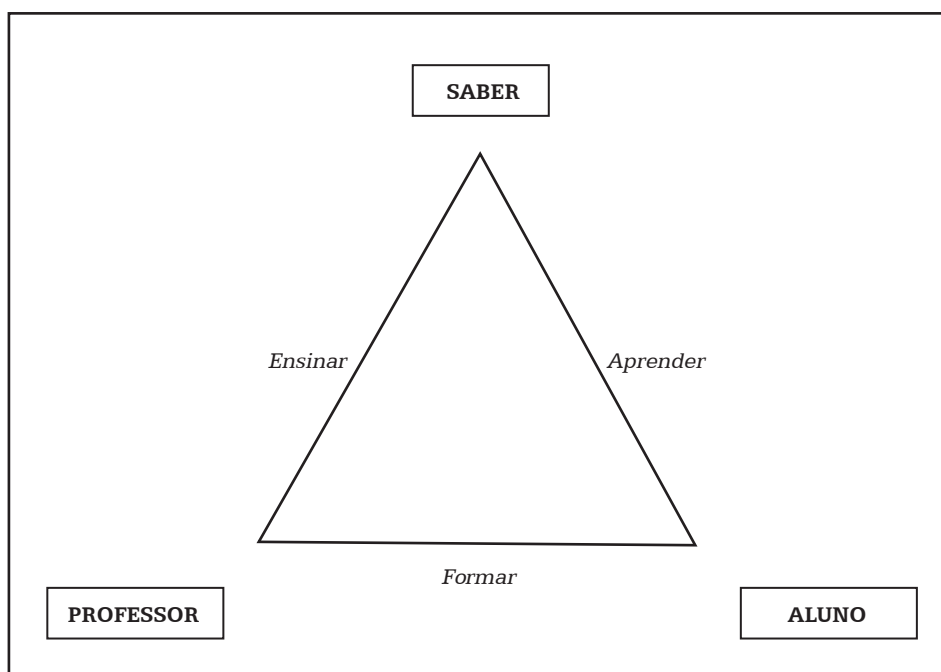 SABER
Ensinar
Aprender
Formar
PROFESSOR
ALUNO